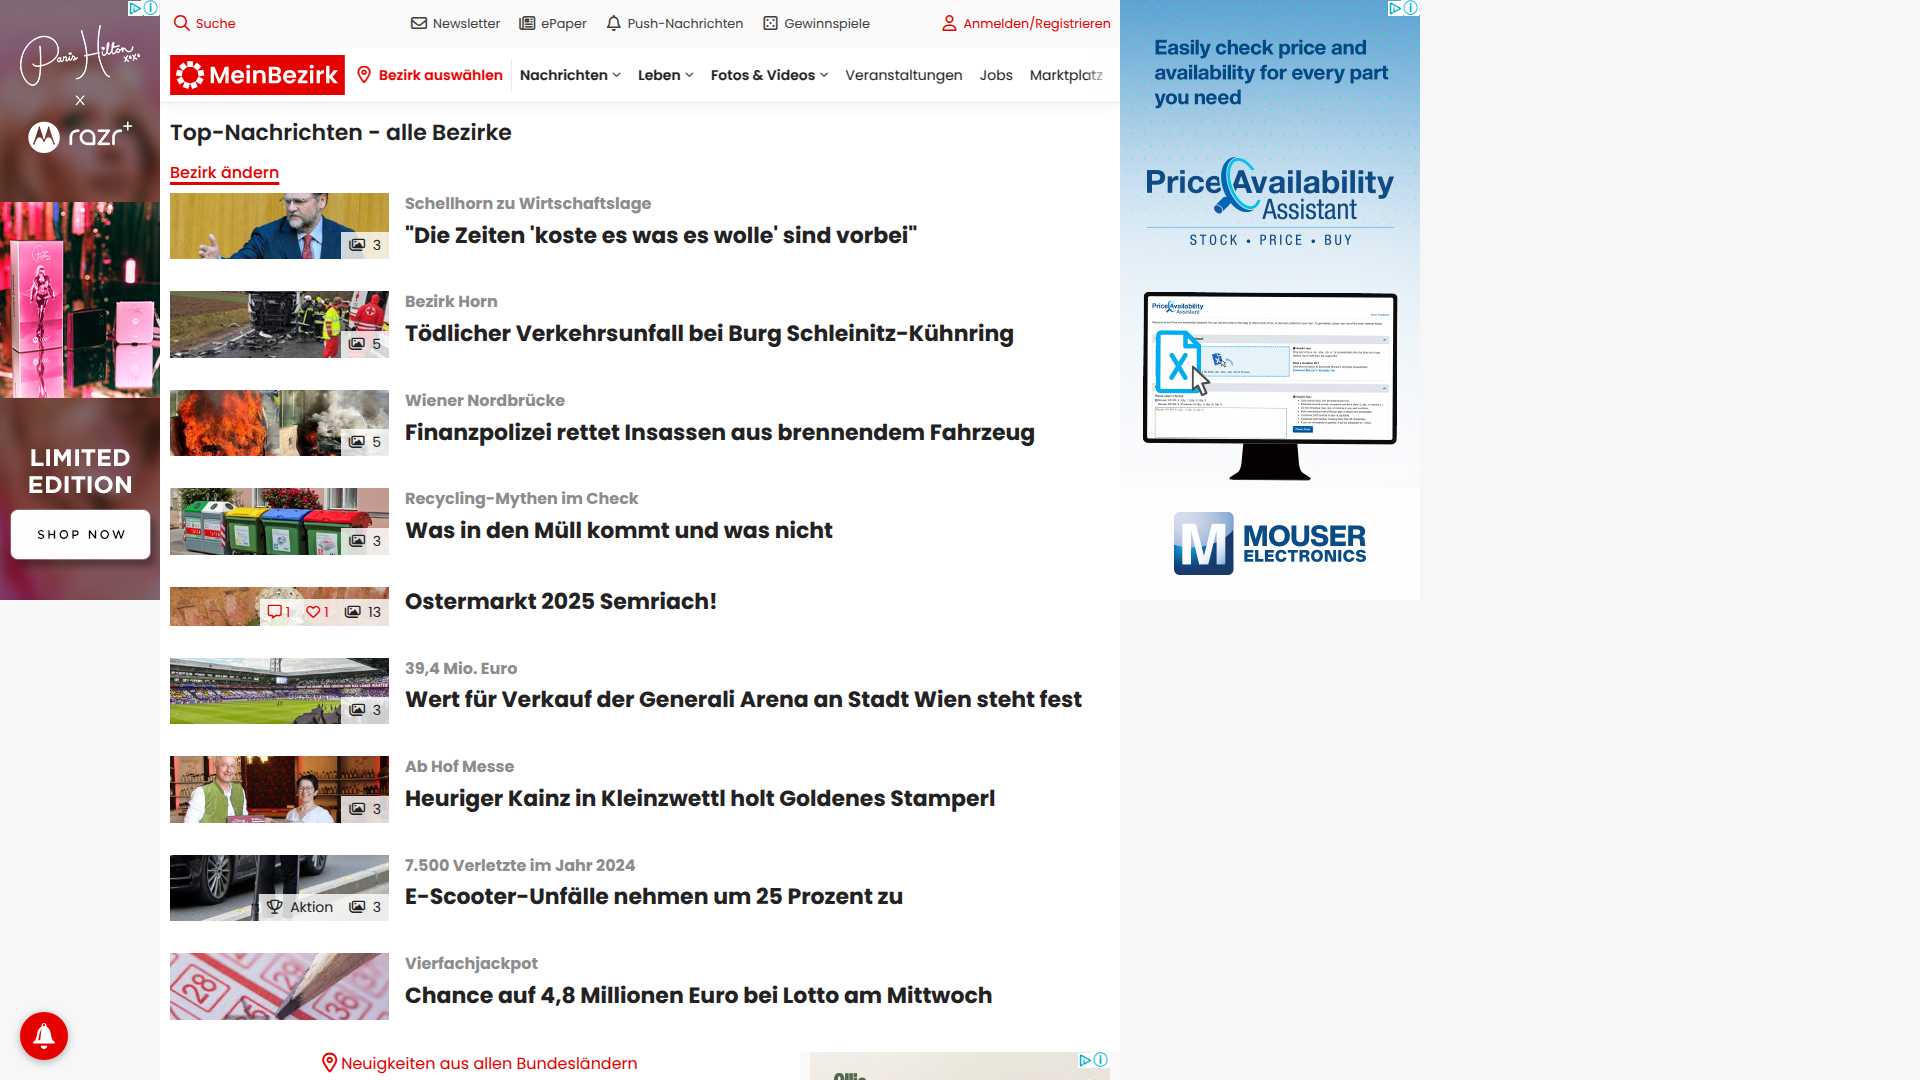 Suche
Newsletter
ePaper
Push-Nachrichten
Gewinnspiele
Anmelden/Registrieren
MeinBezirk
Bezirk auswählen
Nachrichten
Leben
Fotos & Videos
Veranstaltungen
Jobs
Marktplatz
Top-Nachrichten - alle Bezirke
Bezirk ändern
3
Schellhorn zu Wirtschaftslage
"Die Zeiten 'koste es was es wolle' sind vorbei"
5
Bezirk Horn
Tödlicher Verkehrsunfall bei Burg Schleinitz-Kühnring
5
Wiener Nordbrücke
Finanzpolizei rettet Insassen aus brennendem Fahrzeug
3
Recycling-Mythen im Check
Was in den Müll kommt und was nicht
1 1 13
Ostermarkt 2025 Semriach!
3
39,4 Mio. Euro
Wert für Verkauf der Generali Arena an Stadt Wien steht fest
3
Ab Hof Messe
Heuriger Kainz in Kleinzwettl holt Goldenes Stamperl
Aktion 3
7.500 Verletzte im Jahr 2024
E-Scooter-Unfälle nehmen um 25 Prozent zu
28 29 36
Vierfachjackpot
Chance auf 4,8 Millionen Euro bei Lotto am Mittwoch
Neuigkeiten aus allen Bundesländern
Paris Hilton
xoxo
X
razr+
LIMITED
EDITION
SHOP NOW
Easily check price and
availability for every part
you need
Price Availability
Assistant
STOCK • PRICE • BUY
Price Availability
Assistant
X
M MOUSER
ELECTRONICS
Ollie